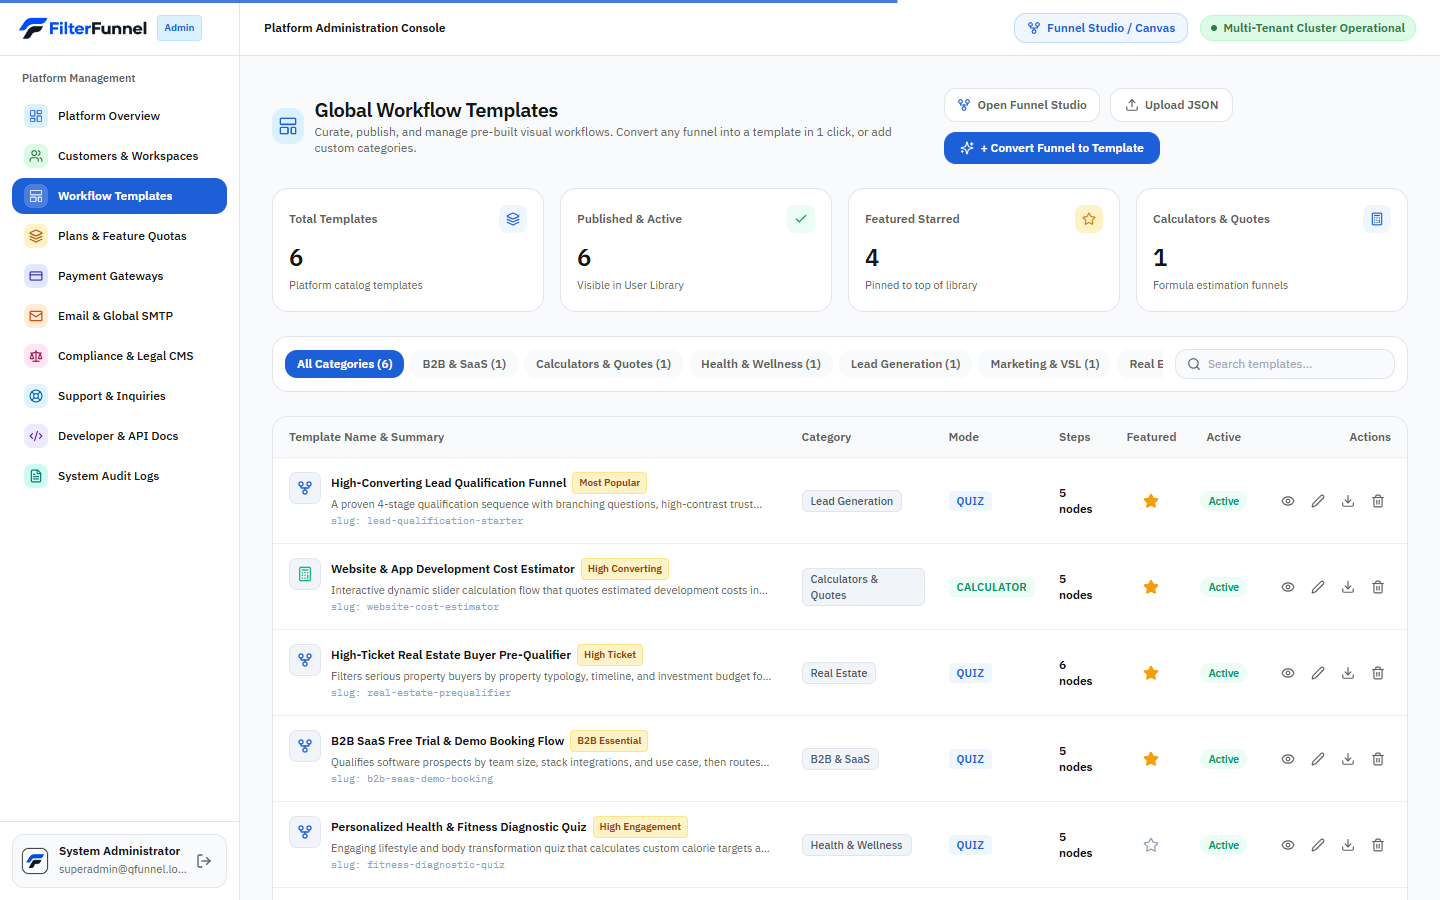 FilterFunnel
Admin
Platform Administration Console
Funnel Studio / Canvas
Multi-Tenant Cluster Operational
Platform Management
Platform Overview
Customers & Workspaces
Workflow Templates
Plans & Feature Quotas
Payment Gateways
Email & Global SMTP
Compliance & Legal CMS
Support & Inquiries
Developer & API Docs
System Audit Logs
System Administrator
superadmin@qfunnel.lo...
Global Workflow Templates
Curate, publish, and manage pre-built visual workflows. Convert any funnel into a template in 1 click, or add
custom categories.
Open Funnel Studio
Upload JSON
+ Convert Funnel to Template
Total Templates
6
Platform catalog templates
Published & Active
6
Visible in User Library
Featured Starred
4
Pinned to top of library
Calculators & Quotes
1
Formula estimation funnels
All Categories (6)
B2B & SaaS (1)
Calculators & Quotes (1)
Health & Wellness (1)
Lead Generation (1)
Marketing & VSL (1)
Real E
Search templates...
Template Name & Summary
Category
Mode
Steps
Featured
Active
Actions
High-Converting Lead Qualification Funnel
Most Popular
A proven 4-stage qualification sequence with branching questions, high-contrast trust...
slug: lead-qualification-starter
Lead Generation
QUIZ
5
nodes
Active
Website & App Development Cost Estimator
High Converting
Interactive dynamic slider calculation flow that quotes estimated development costs in...
slug: website-cost-estimator
Calculators &
Quotes
CALCULATOR
5
nodes
Active
High-Ticket Real Estate Buyer Pre-Qualifier
High Ticket
Filters serious property buyers by property typology, timeline, and investment budget fo...
slug: real-estate-prequalifier
Real Estate
QUIZ
6
nodes
Active
B2B SaaS Free Trial & Demo Booking Flow
B2B Essential
Qualifies software prospects by team size, stack integrations, and use case, then routes...
slug: b2b-saas-demo-booking
B2B & SaaS
QUIZ
5
nodes
Active
Personalized Health & Fitness Diagnostic Quiz
High Engagement
Engaging lifestyle and body transformation quiz that calculates custom calorie targets a...
slug: fitness-diagnostic-quiz
Health & Wellness
QUIZ
5
nodes
Active